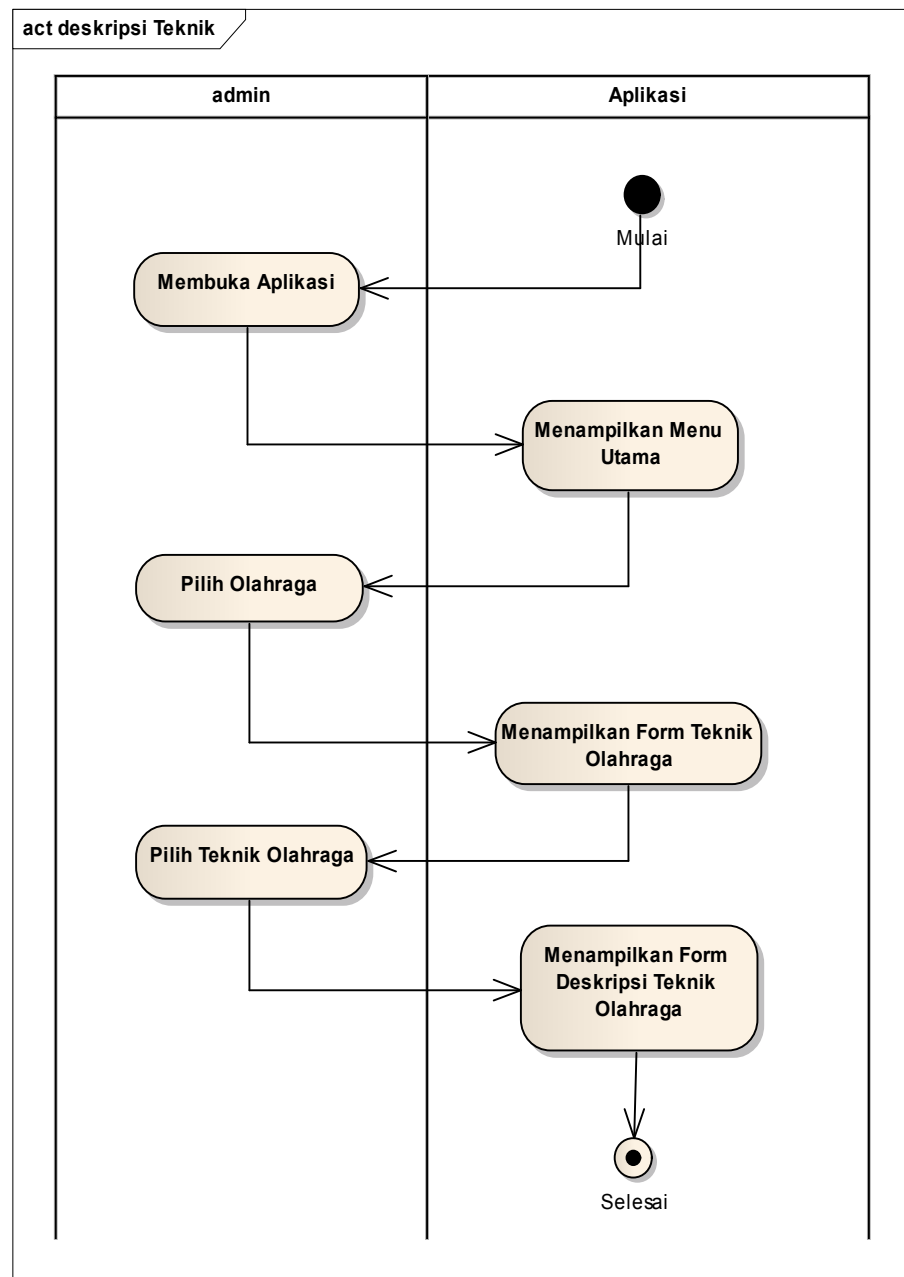 act deskripsi Teknik
admin
Aplikasi
Mulai
Membuka Aplikasi
Menampilkan Menu
Utama
Pilih Olahraga
Menampilkan Form Teknik
Olahraga
Pilih Teknik Olahraga
Menampilkan Form
Deskripsi Teknik
Olahraga
Selesai